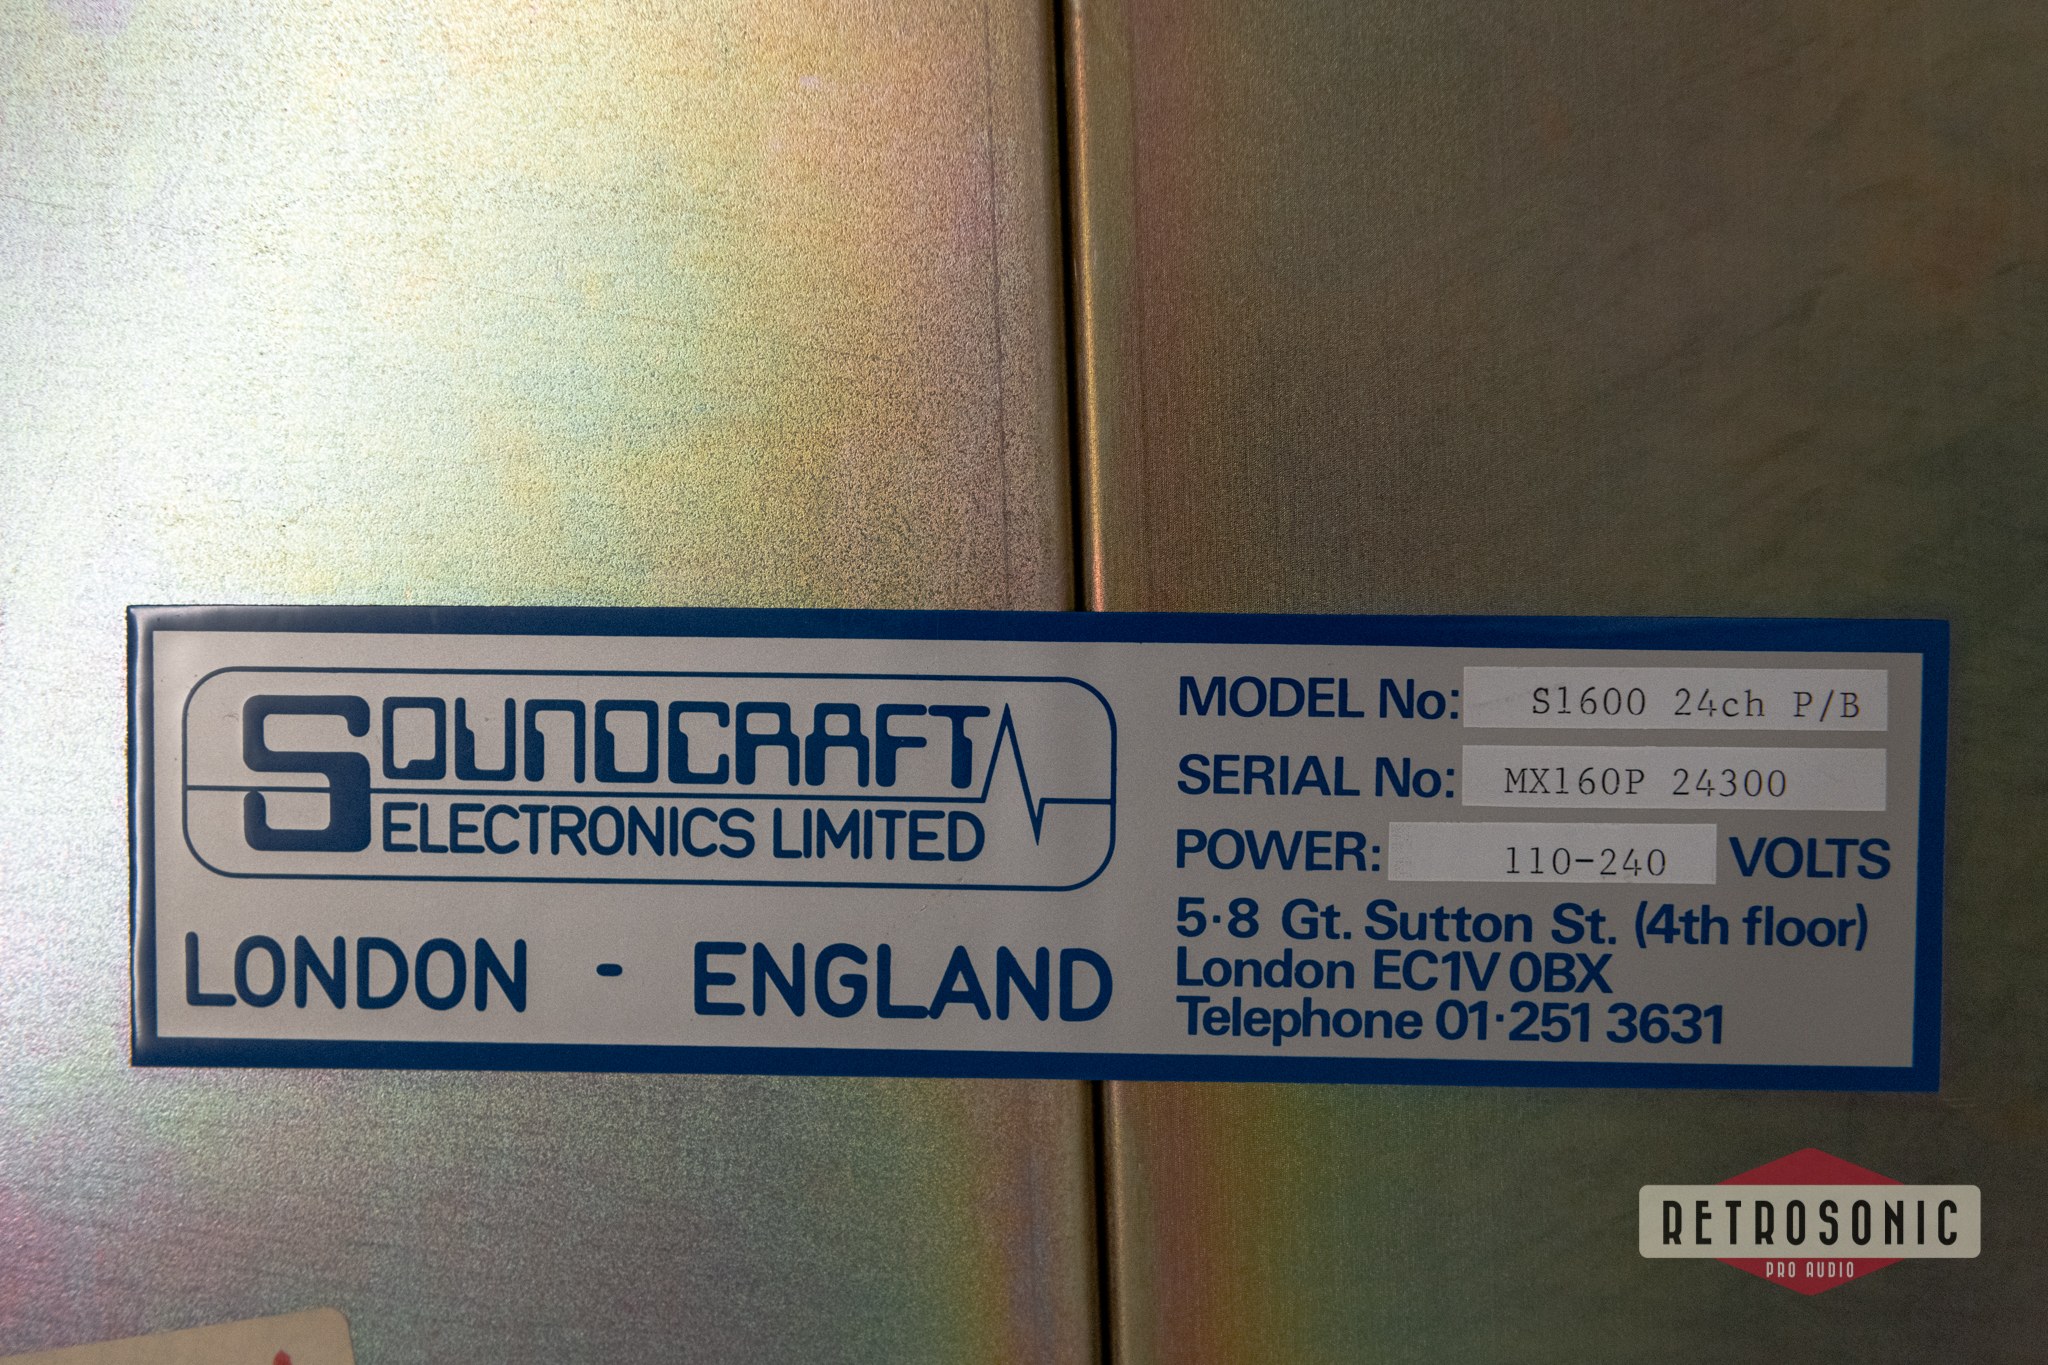 SOUNDCRAFT
ELECTRONICS LIMITED
LONDON - ENGLAND
MODEL No: S1600 24ch P/B
SERIAL No: MX160P 24300
POWER: 110-240 VOLTS
5·8 Gt. Sutton St. (4th floor)
London EC1V 0BX
Telephone 01·251 3631
RETROSONIC
PRO AUDIO